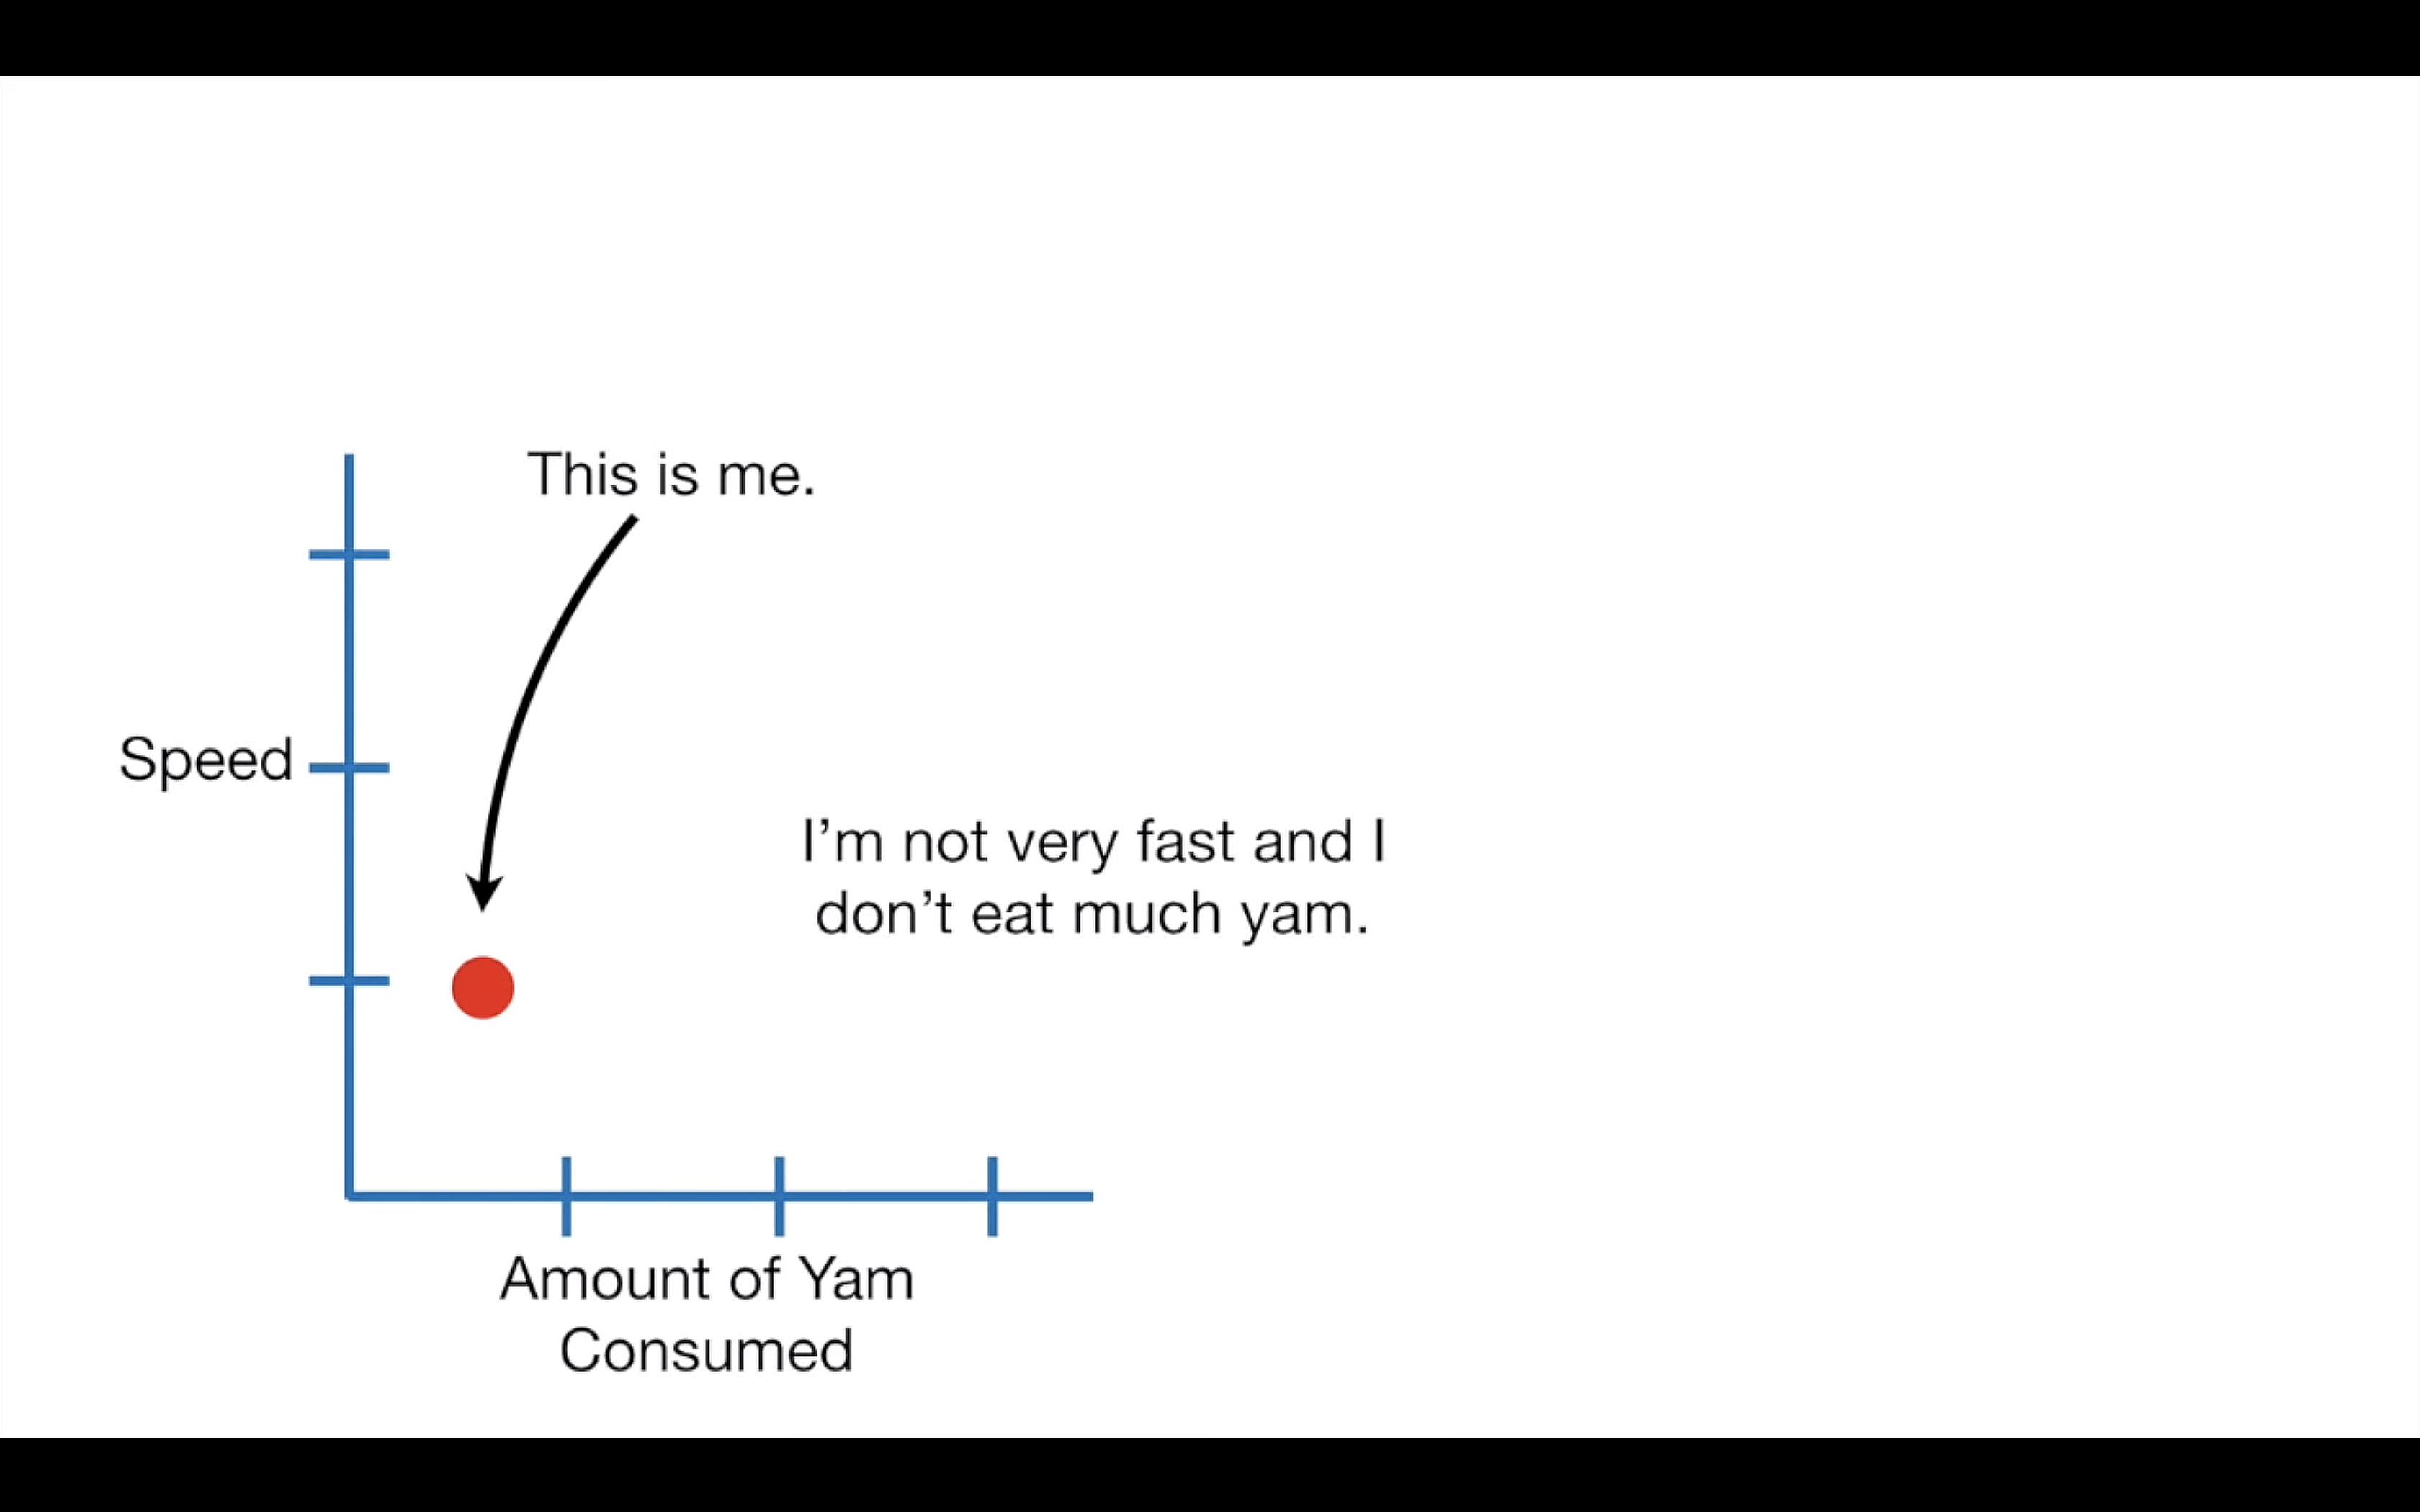 This is me.
Speed
I’m not very fast and I
don’t eat much yam.
Amount of Yam
Consumed